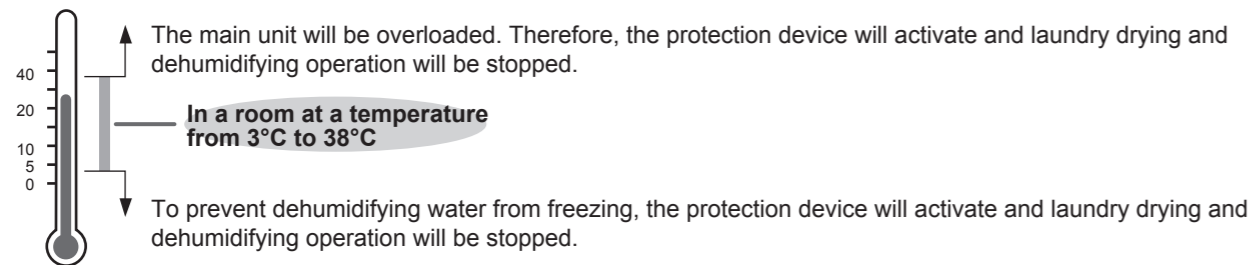 The main unit will be overloaded. Therefore, the protection device will activate and laundry drying and
dehumidifying operation will be stopped.
40
20
10
5
0
In a room at a temperature
from 3°C to 38°C
To prevent dehumidifying water from freezing, the protection device will activate and laundry drying and
dehumidifying operation will be stopped.